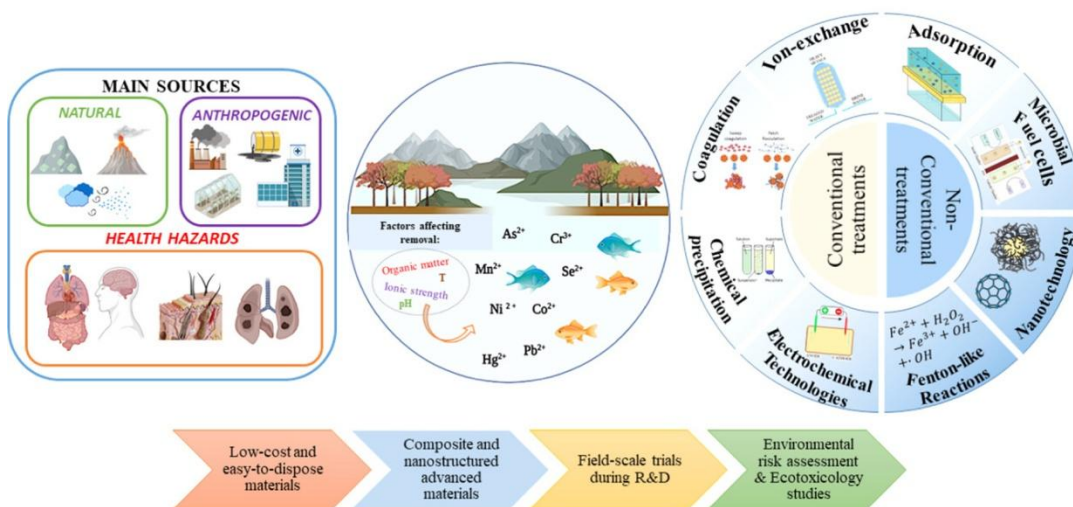 MAIN SOURCES
NATURAL
ANTHROPOGENIC
HEALTH HAZARDS
Factors affecting
removal:
Organic matter
T
Ionic strength
pH
As²⁺
Cr³⁺
Mn²⁺
Se²⁺
Ni ²⁺
Co²⁺
Hg²⁺
Pb²⁺
Conventional
treatments
Non-
Conventional
treatments
Ion-exchange
Coagulation
Chemical
precipitation
Electrochemical
Technologies
Adsorption
Microbial
Fuel cells
Nanotechnology
Fe²⁺ + H₂O₂
→ Fe³⁺ + OH⁻
+· OH
Fenton-like
Reactions
Low-cost and
easy-to-dispose
materials
Composite and
nanostructured
advanced
materials
Field-scale trials
during R&D
Environmental
risk assessment
& Ecotoxicology
studies